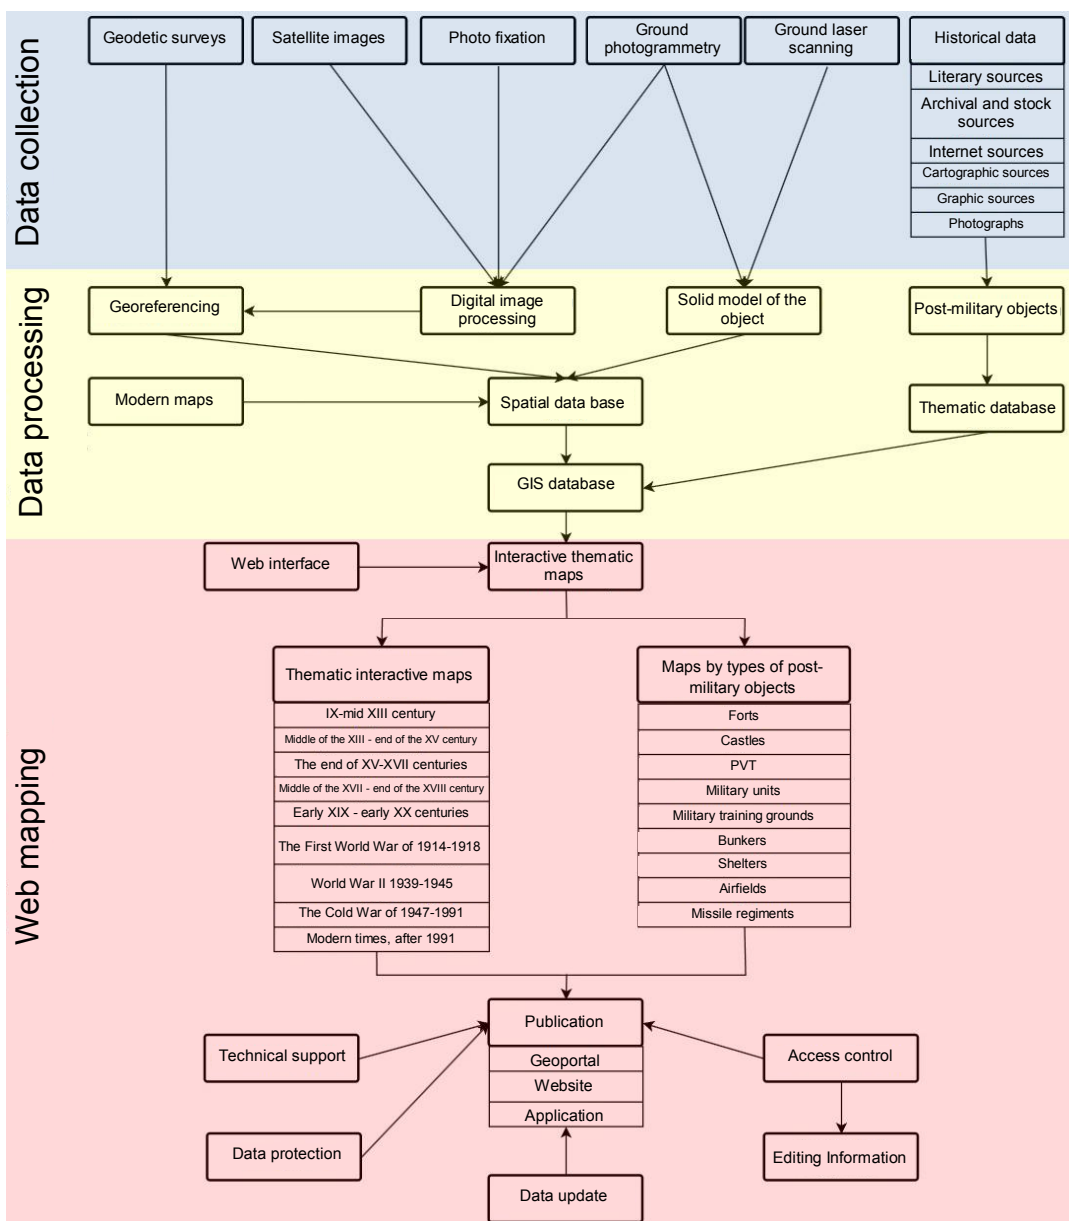 Data collection
Geodetic surveys
Satellite images
Photo fixation
Ground
photogrammetry
Ground laser
scanning
Historical data
Literary sources
Archival and stock
sources
Internet sources
Cartographic sources
Graphic sources
Photographs
Data processing
Georeferencing
Digital image
processing
Solid model of the
object
Post-military objects
Modern maps
Spatial data base
Thematic database
GIS database
Web mapping
Web interface
Interactive thematic
maps
Thematic interactive maps
IX-mid XIII century
Middle of the XIII - end of the XV century
The end of XV-XVII centuries
Middle of the XVII - end of the XVIII century
Early XIX - early XX centuries
The First World War of 1914-1918
World War II 1939-1945
The Cold War of 1947-1991
Modern times, after 1991
Maps by types of post-
military objects
Forts
Castles
PVT
Military units
Military training grounds
Bunkers
Shelters
Airfields
Missile regiments
Publication
Geoportal
Website
Application
Technical support
Access control
Data protection
Editing Information
Data update